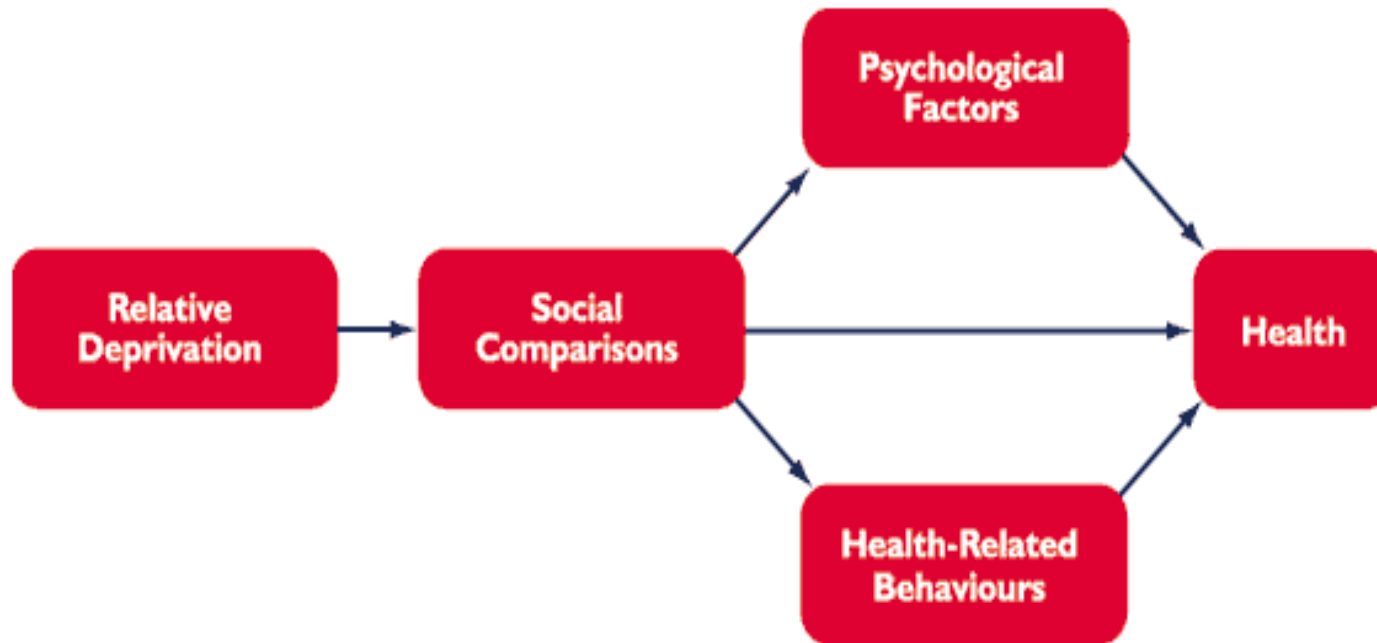 Psychological
Factors
Relative
Deprivation
Social
Comparisons
Health
Health-Related
Behaviours